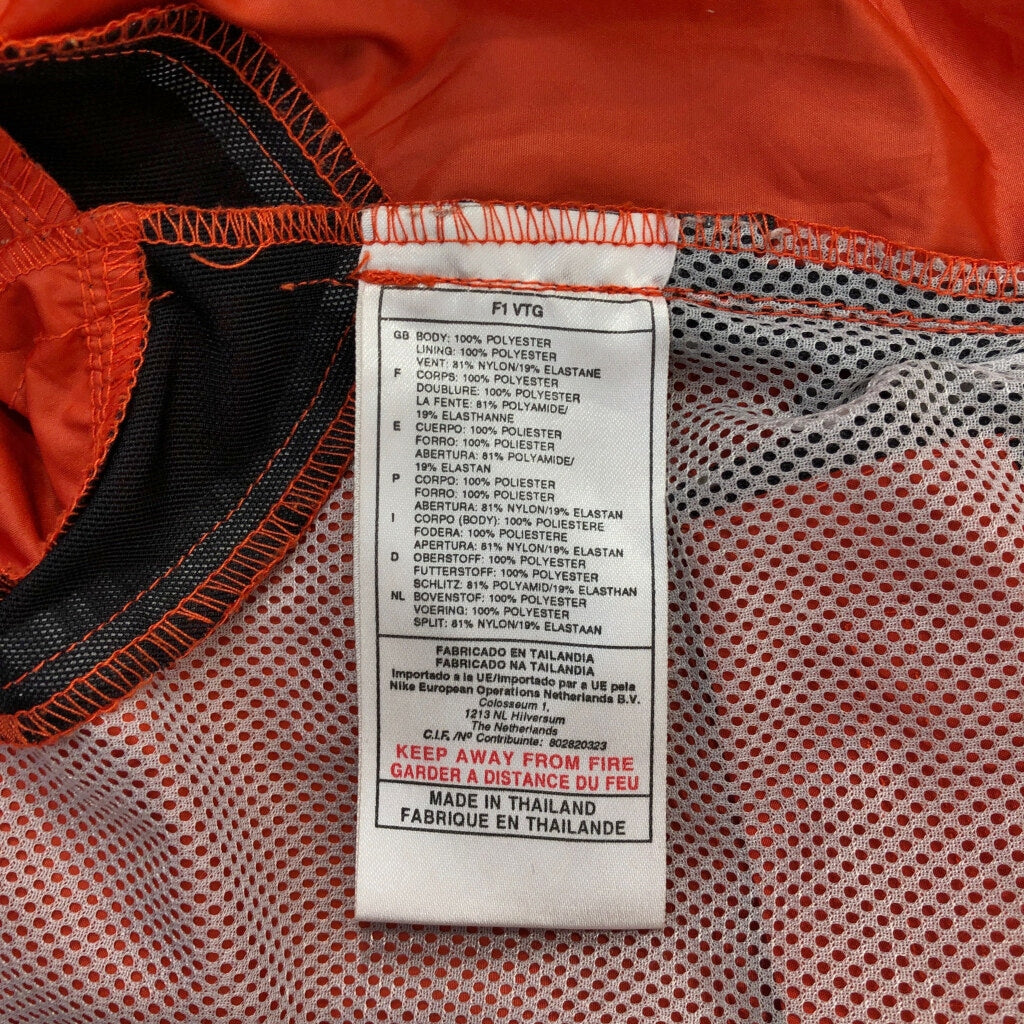 F1 VTG
GB BODY: 100% POLYESTER
LINING: 100% POLYESTER
VENT: 81% NYLON/19% ELASTANE
F CORPS: 100% POLYESTER
DOUBLURE: 100% POLYESTER
LA FENTE: 81% POLYAMIDE/
19% ELASTHANNE
E CUERPO: 100% POLIESTER
FORRO: 100% POLIESTER
ABERTURA: 81% POLYAMIDE/
19% ELASTAN
P CORPO: 100% POLIESTER
FORRO: 100% POLIESTER
ABERTURA: 81% NYLON/19% ELASTAN
I CORPO (BODY): 100% POLIESTERE
FODERA: 100% POLIESTERE
APERTURA: 81% NYLON/19% ELASTAN
D OBERSTOFF: 100% POLYESTER
FUTTERSTOFF: 100% POLYESTER
SCHLITZ: 81% POLYAMID/19% ELASTHAN
NL BOVENSTOF: 100% POLYESTER
VOERING: 100% POLYESTER
SPLIT: 81% NYLON/19% ELASTAAN
FABRICADO EN TAILANDIA
FABRICADO NA TAILANDIA
Importado a la UE/Importado par a UE pela
Nike European Operations Netherlands B.V.
Colosseum 1,
1213 NL Hilversum
The Netherlands
C.I.F. /Nº Contribuinte: 802820323
KEEP AWAY FROM FIRE
GARDER A DISTANCE DU FEU
MADE IN THAILAND
FABRIQUE EN THAILANDE